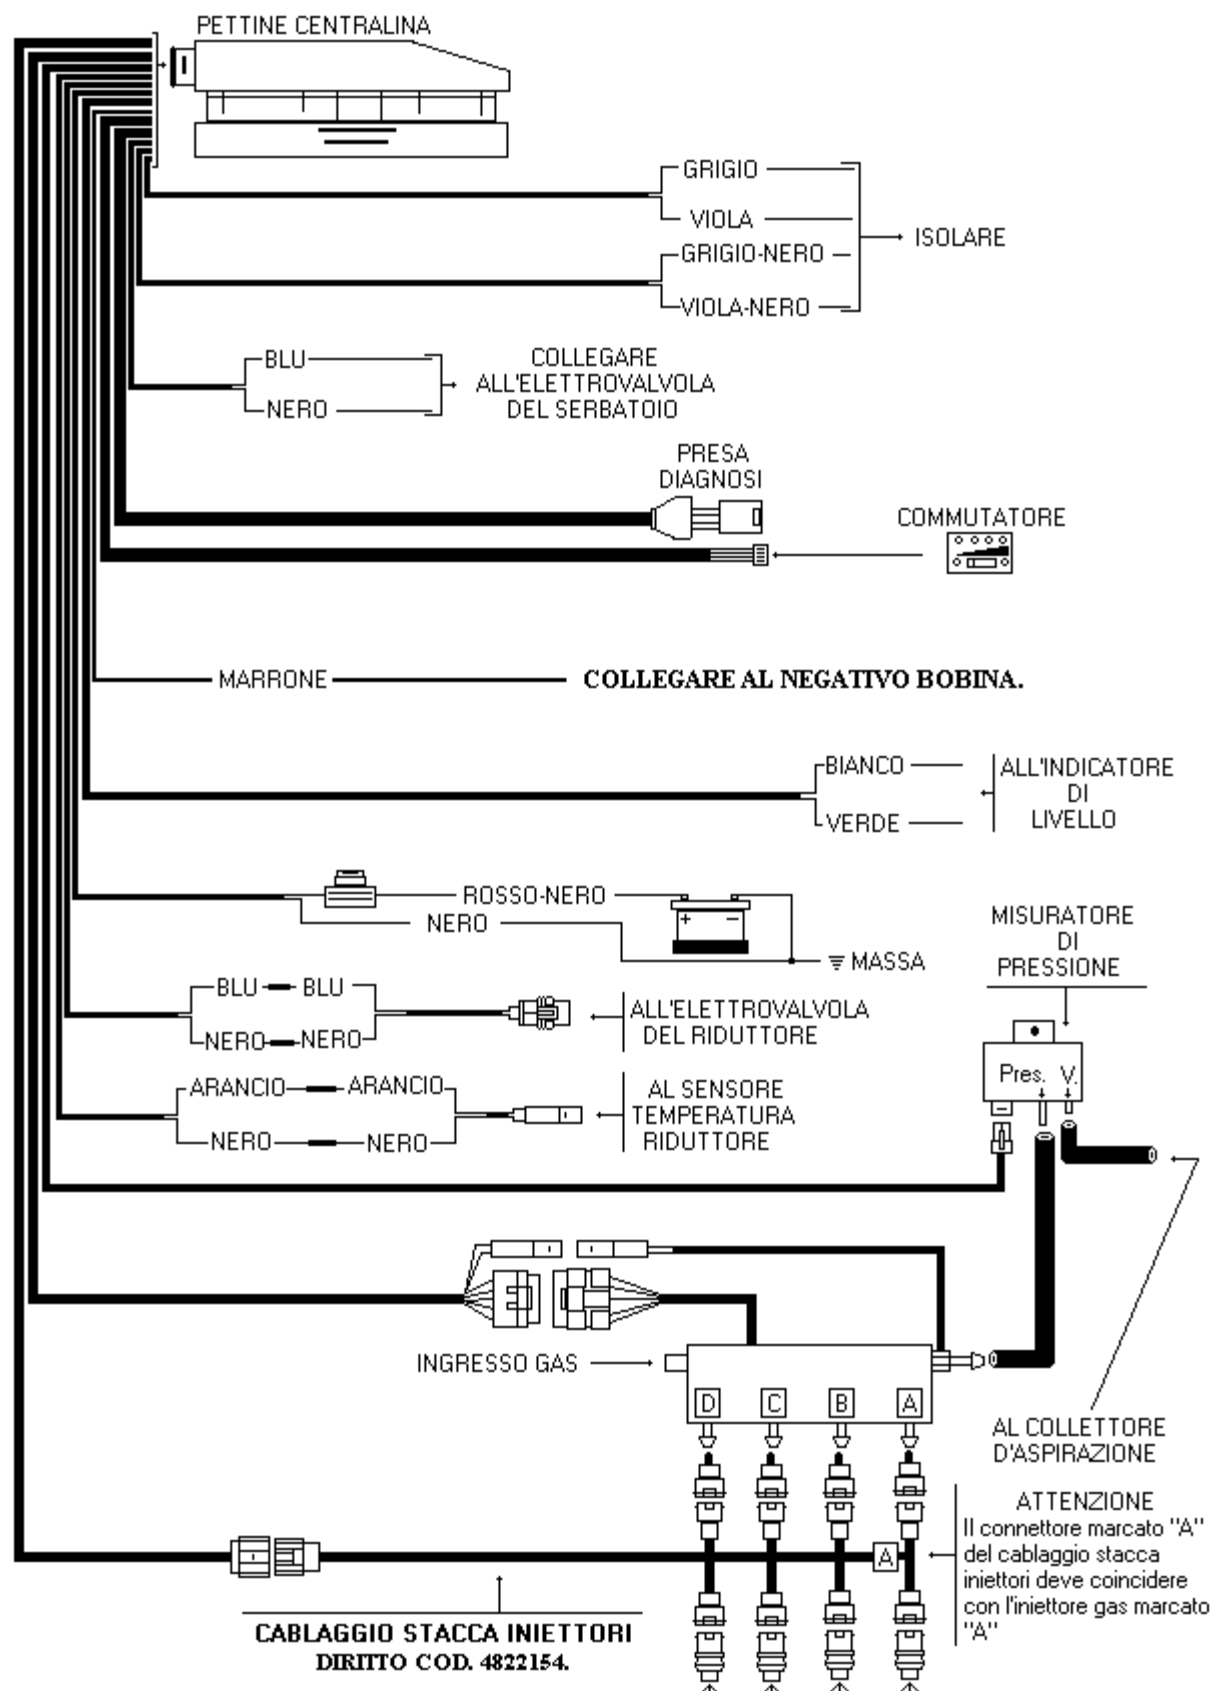 PETTINE CENTRALINA
GRIGIO
VIOLA
ISOLARE
GRIGIO-NERO
VIOLA-NERO
BLU
NERO
COLLEGARE
ALL'ELETTROVALVOLA
DEL SERBATOIO
PRESA
DIAGNOSI
COMMUTATORE
MARRONE
COLLEGARE AL NEGATIVO BOBINA.
BIANCO
VERDE
ALL'INDICATORE
DI
LIVELLO
ROSSO-NERO
NERO
+ −
MASSA
MISURATORE
DI
PRESSIONE
BLU BLU
NERO NERO
ALL'ELETTROVALVOLA
DEL RIDUTTORE
Pres. V.
ARANCIO ARANCIO
NERO NERO
AL SENSORE
TEMPERATURA
RIDUTTORE
INGRESSO GAS
D C B A
AL COLLETTORE
D'ASPIRAZIONE
A
ATTENZIONE
Il connettore marcato "A"
del cablaggio stacca
iniettori deve coincidere
con l'iniettore gas marcato
"A"
CABLAGGIO STACCA INIETTORI
DIRITTO COD. 4822154.